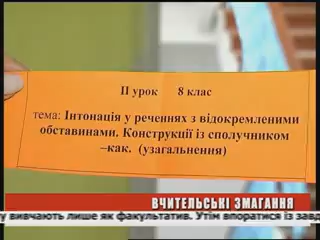 II урок 8 клас
тема: Інтонація у реченнях з відокремленими
обставинами. Конструкції із сполучником
–как. (узагальнення)
ВЧИТЕЛЬСЬКІ ЗМАГАННЯ
у вивчають лише як факультатив. Утім впоратися із завд